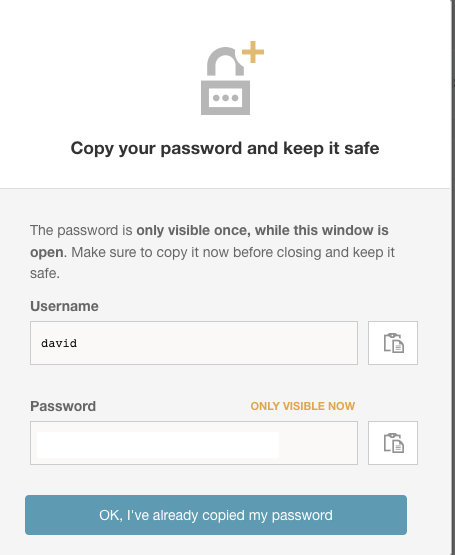 Copy your password and keep it safe
The password is only visible once, while this window is
open. Make sure to copy it now before closing and keep it
safe.
Username
david
Password
ONLY VISIBLE NOW
OK, I've already copied my password